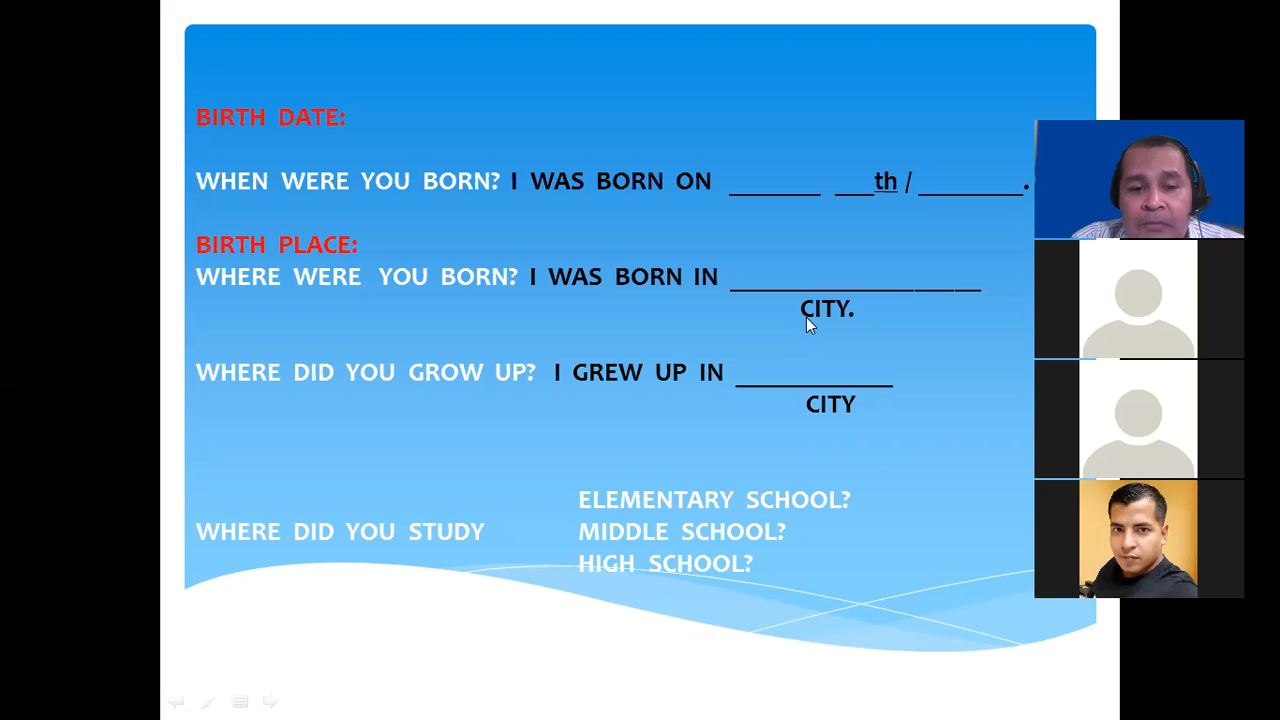 BIRTH DATE:
WHEN WERE YOU BORN? I WAS BORN ON _______ ___th / ________.
BIRTH PLACE:
WHERE WERE YOU BORN? I WAS BORN IN ___________________
CITY.
WHERE DID YOU GROW UP? I GREW UP IN ____________
CITY
ELEMENTARY SCHOOL?
WHERE DID YOU STUDY MIDDLE SCHOOL?
HIGH SCHOOL?